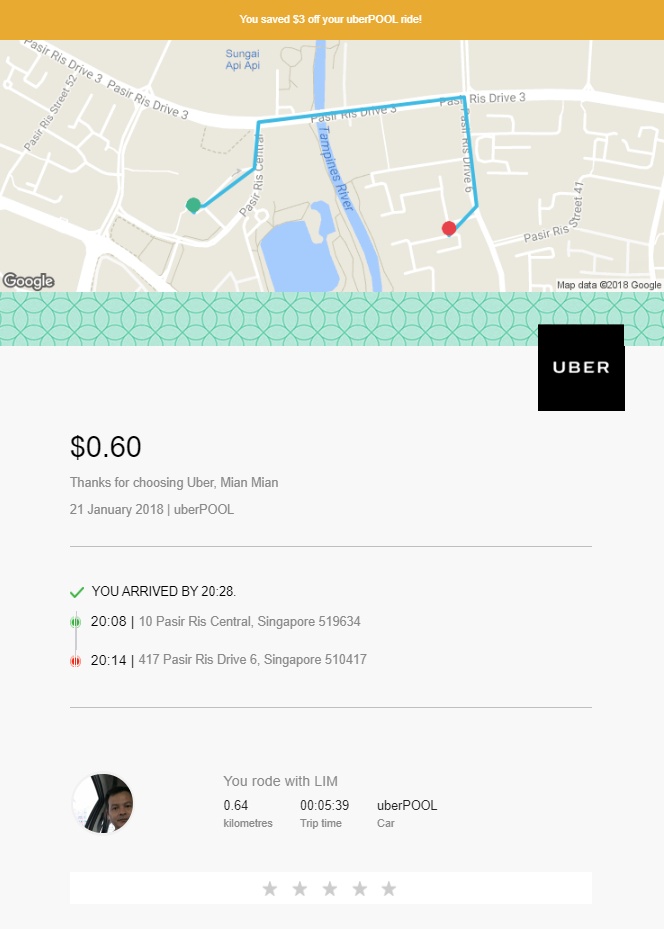 You saved $3 off your uberPOOL ride!
Sungai
Api Api
Pasir Ris Drive 3
Pasir Ris Drive 3
Pasir Ris Street 52
Pasir Ris Drive 3
Pasir Ris Drive 3
Pasir Ris Central
Tampines River
Pasir Ris Drive 6
Pasir Ris Street 41
Google
Map data ©2018 Google
UBER
$0.60
Thanks for choosing Uber, Mian Mian
21 January 2018 | uberPOOL
YOU ARRIVED BY 20:28.
20:08 | 10 Pasir Ris Central, Singapore 519634
20:14 | 417 Pasir Ris Drive 6, Singapore 510417
You rode with LIM
0.64 00:05:39 uberPOOL
kilometres Trip time Car